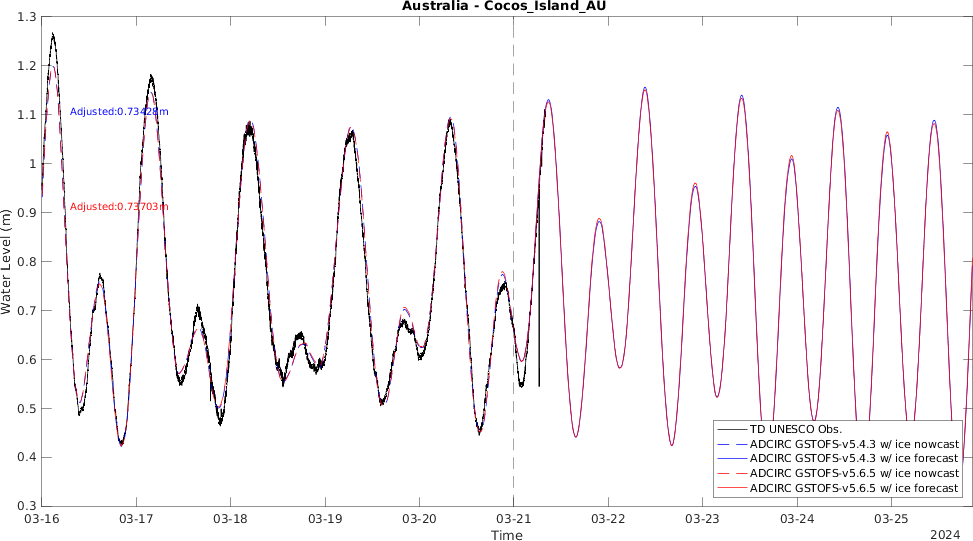 Australia - Cocos_Island_AU
1.3
1.2
1.1
1
0.9
0.8
0.7
0.6
0.5
0.4
0.3
Water Level (m)
Adjusted:0.73428m
Adjusted:0.73703m
TD UNESCO Obs.
ADCIRC GSTOFS-v5.4.3 w/ ice nowcast
ADCIRC GSTOFS-v5.4.3 w/ ice forecast
ADCIRC GSTOFS-v5.6.5 w/ ice nowcast
ADCIRC GSTOFS-v5.6.5 w/ ice forecast
03-16 03-17 03-18 03-19 03-20 03-21 03-22 03-23 03-24 03-25
Time
2024